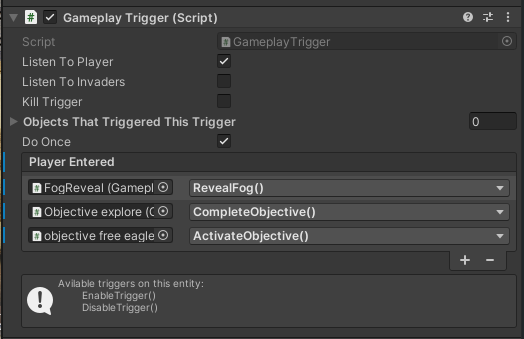 Gameplay Trigger (Script)
Script
GameplayTrigger
Listen To Player
Listen To Invaders
Kill Trigger
Objects That Triggered This Trigger
0
Do Once
Player Entered
FogReveal (Gamepl
RevealFog()
Objective explore (
CompleteObjective()
objective free eagle
ActivateObjective()
Avilable triggers on this entity:
EnableTrigger()
DisableTrigger()